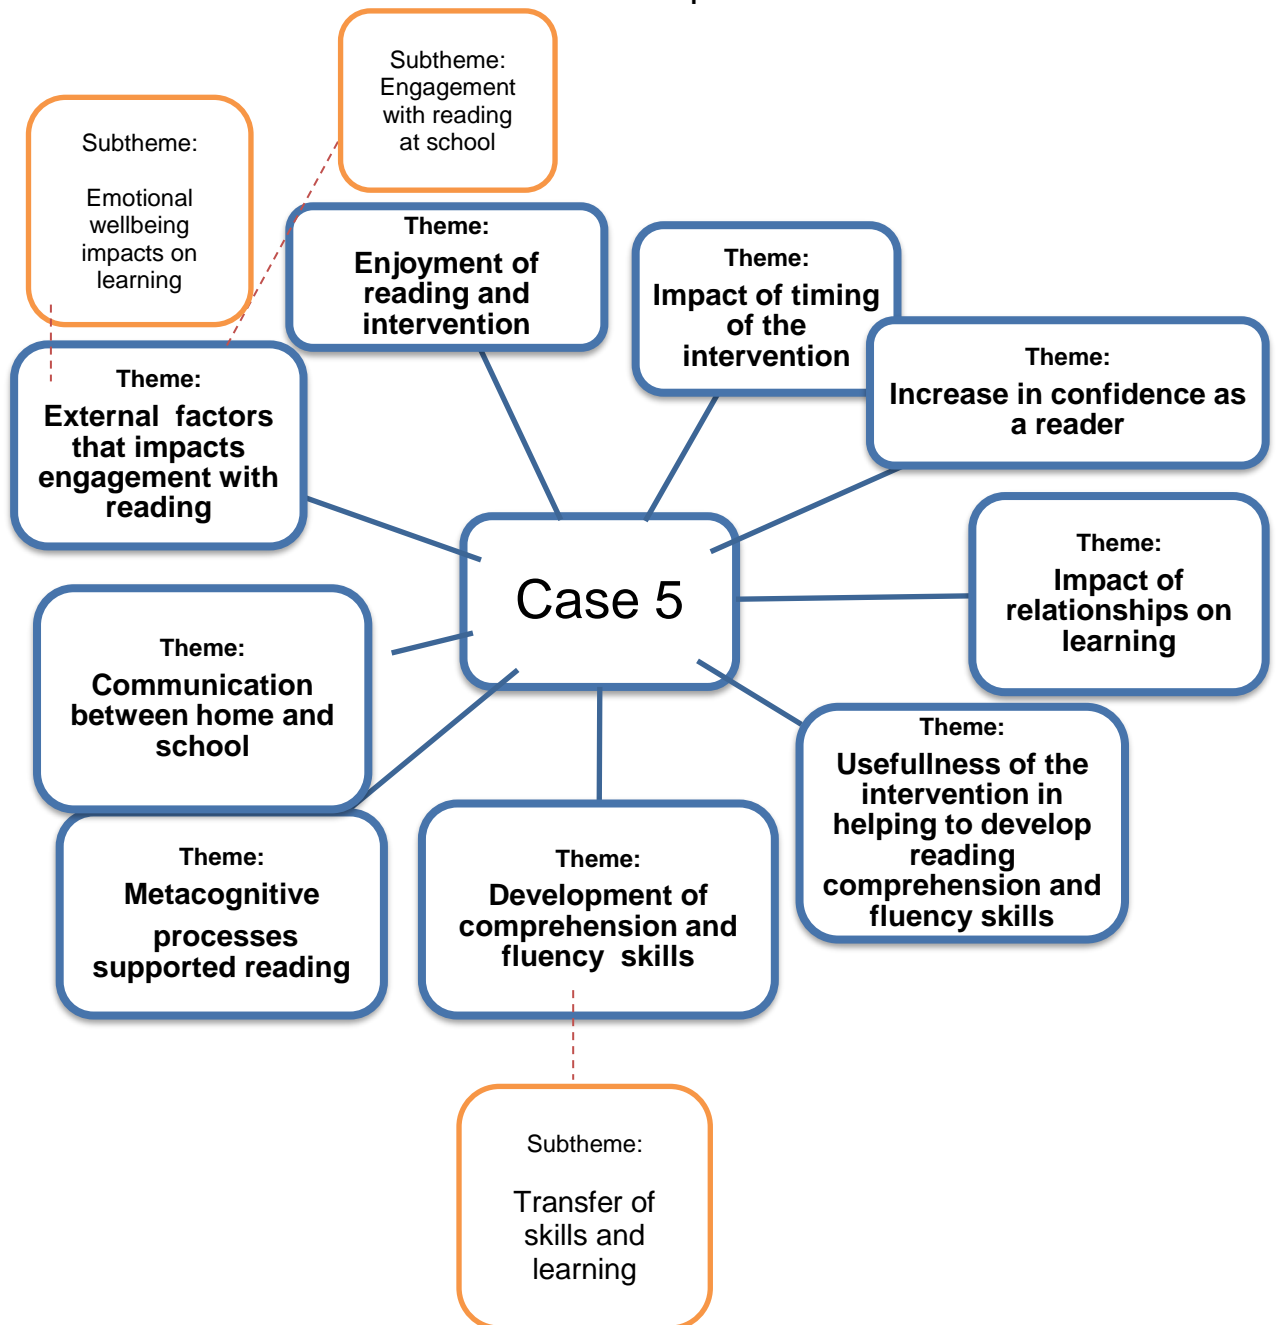 Subtheme:
Engagement
with reading
at school
Subtheme:
Emotional
wellbeing
impacts on
learning
Theme:
Enjoyment of
reading and
intervention
Theme:
Impact of timing
of the
intervention
Theme:
Increase in confidence as
a reader
Theme:
External  factors
that impacts
engagement with
reading
Case 5
Theme:
Impact of
relationships on
learning
Theme:
Communication
between home and
school
Theme:
Usefullness of the
intervention in
helping to develop
reading
comprehension and
fluency skills
Theme:
Metacognitive
processes
supported reading
Theme:
Development of
comprehension and
fluency  skills
Subtheme:
Transfer of
skills and
learning